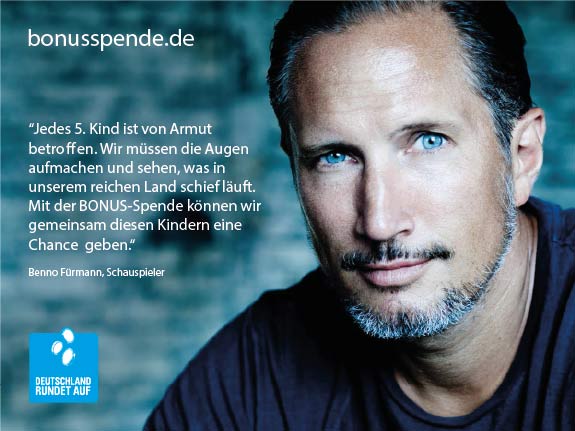 bonusspende.de
“Jedes 5. Kind ist von Armut
betroffen. Wir müssen die Augen
aufmachen und sehen, was in
unserem reichen Land schief läuft.
Mit der BONUS-Spende können wir
gemeinsam diesen Kindern eine
Chance  geben.“
Benno Fürmann, Schauspieler
DEUTSCHLAND
RUNDET AUF